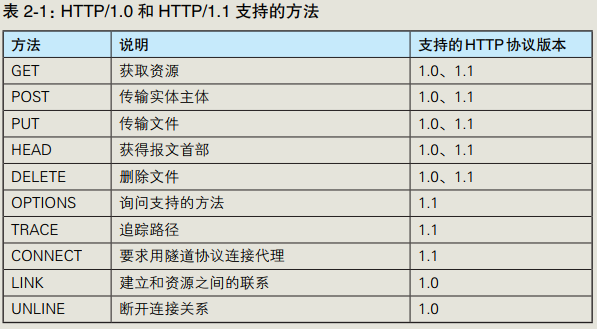 表 2-1：HTTP/1.0 和 HTTP/1.1 支持的方法
方法 说明 支持的HTTP协议版本
GET 获取资源 1.0、1.1
POST 传输实体主体 1.0、1.1
PUT 传输文件 1.0、1.1
HEAD 获得报文首部 1.0、1.1
DELETE 删除文件 1.0、1.1
OPTIONS 询问支持的方法 1.1
TRACE 追踪路径 1.1
CONNECT 要求用隧道协议连接代理 1.1
LINK 建立和资源之间的联系 1.0
UNLINE 断开连接关系 1.0